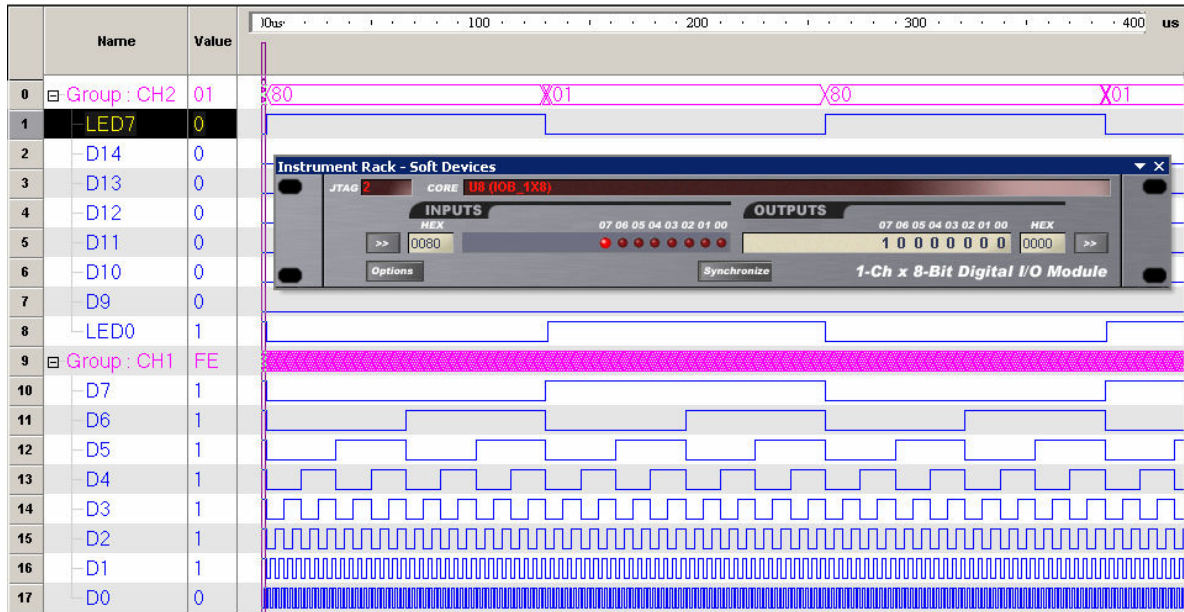 00us 100 200 300 400 us
Name Value
0 Group : CH2 01 80 01 80 01
1 LED7 0
2 D14 0
3 D13 0
4 D12 0
5 D11 0
6 D10 0
7 D9 0
8 LED0 1
Instrument Rack - Soft Devices
JTAG 2 CORE U8 (IOB_1X8)
INPUTS OUTPUTS
HEX 07 06 05 04 03 02 01 00 07 06 05 04 03 02 01 00 HEX
>> 0080 1 0 0 0 0 0 0 0 0000 >>
Options Synchronize 1-Ch x 8-Bit Digital I/O Module
9 Group : CH1 FE
10 D7 1
11 D6 1
12 D5 1
13 D4 1
14 D3 1
15 D2 1
16 D1 1
17 D0 0